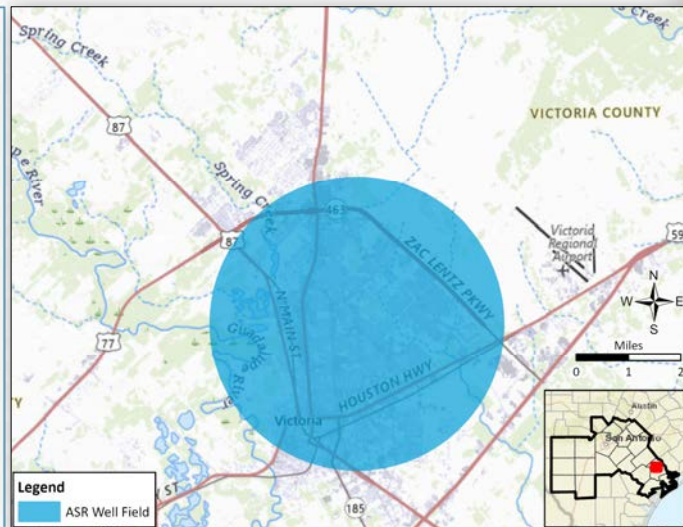 Spring Creek
Creek
87
VICTORIA COUNTY
Spring Creek
463
87
ZAC LENTZ PKWY
Victoria
Regional
Airport
59
N MAIN ST
N
W E
S
Miles
77
Guadalupe River
0 1 2
HOUSTON HWY
Victoria
Austin
San Antonio
Legend
ASR Well Field
185